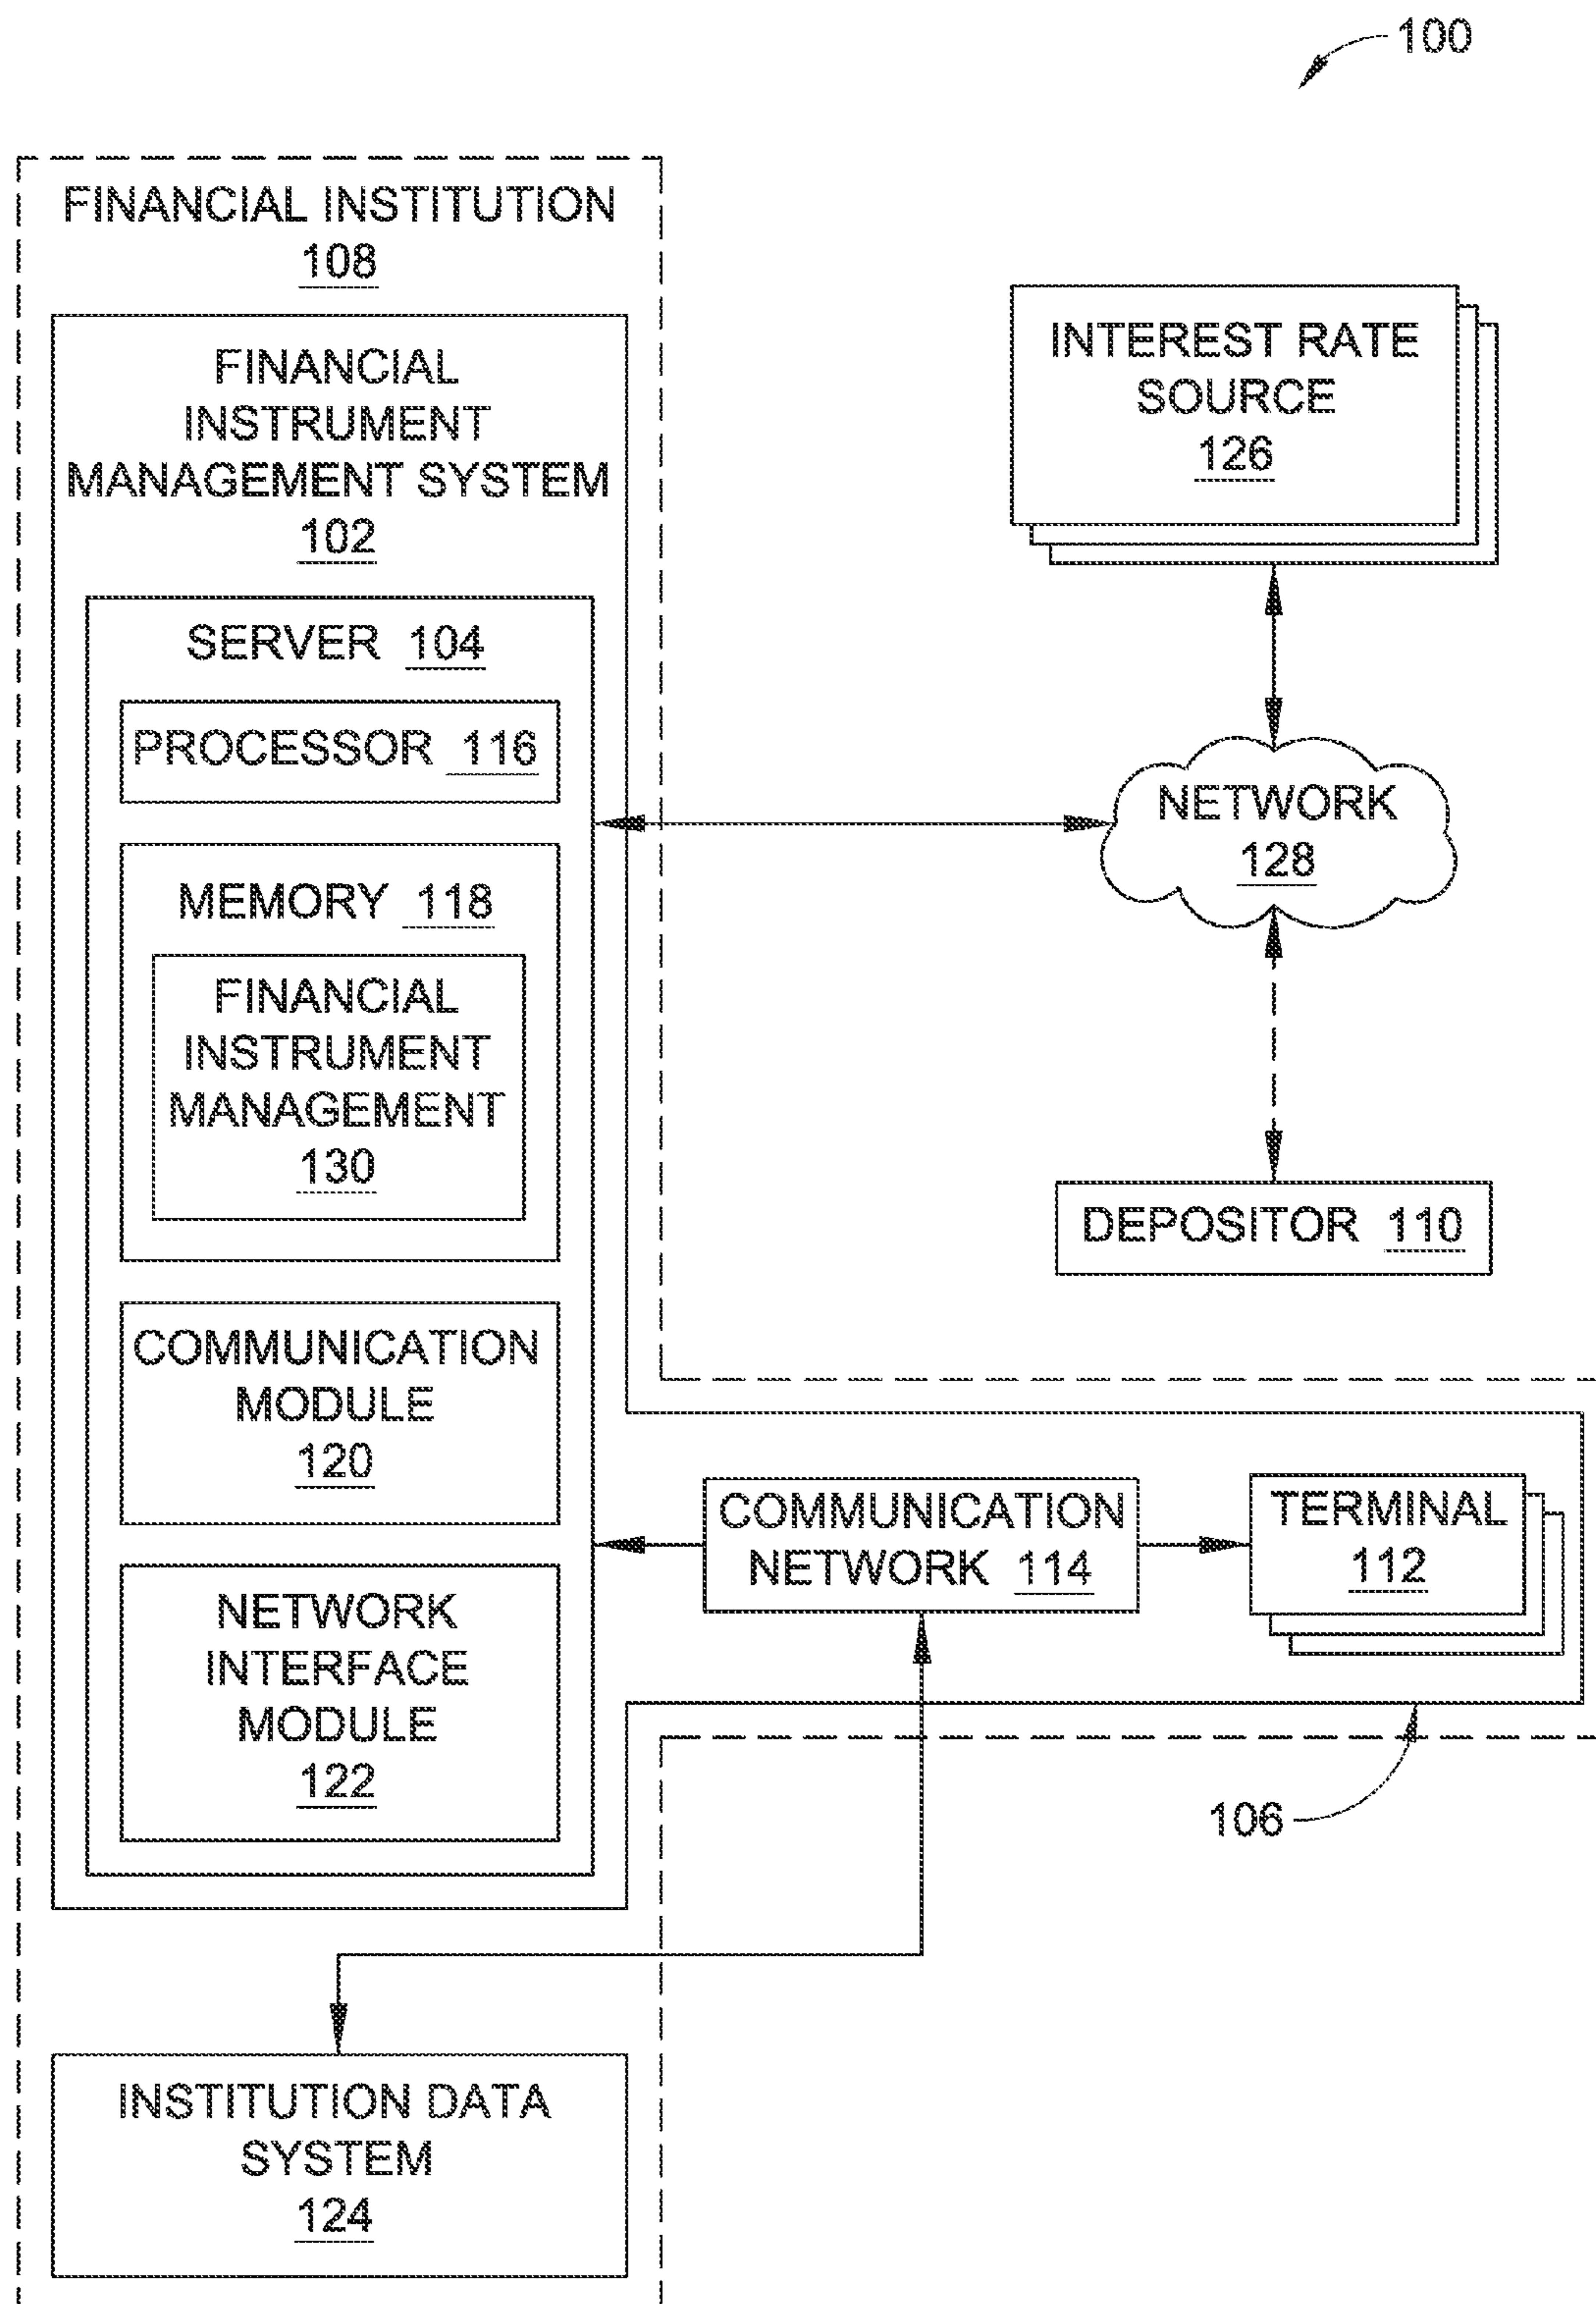 100
FINANCIAL INSTITUTION
108
FINANCIAL
INSTRUMENT
MANAGEMENT SYSTEM
102
SERVER 104
PROCESSOR 116
MEMORY 118
FINANCIAL
INSTRUMENT
MANAGEMENT
130
COMMUNICATION
MODULE
120
NETWORK
INTERFACE
MODULE
122
INTEREST RATE
SOURCE
126
NETWORK
128
DEPOSITOR 110
COMMUNICATION
NETWORK 114
TERMINAL
112
106
INSTITUTION DATA
SYSTEM
124